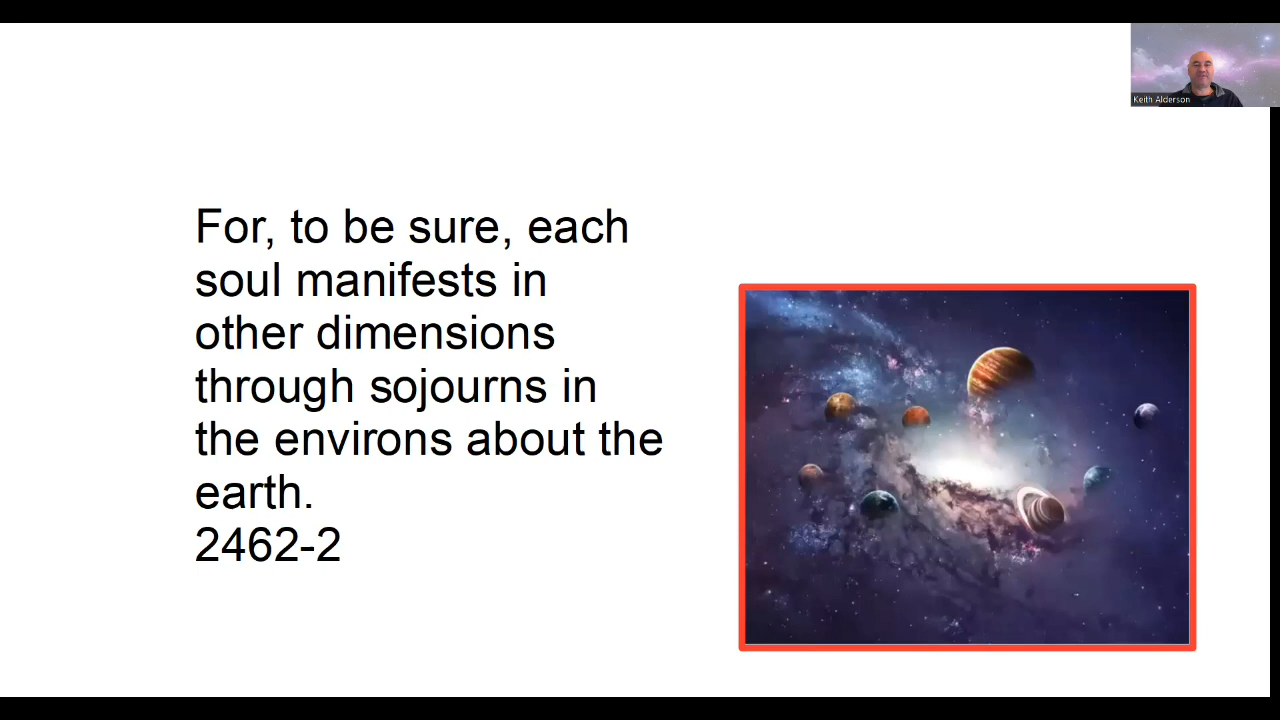 Keith Alderson
For, to be sure, each
soul manifests in
other dimensions
through sojourns in
the environs about the
earth.
2462-2